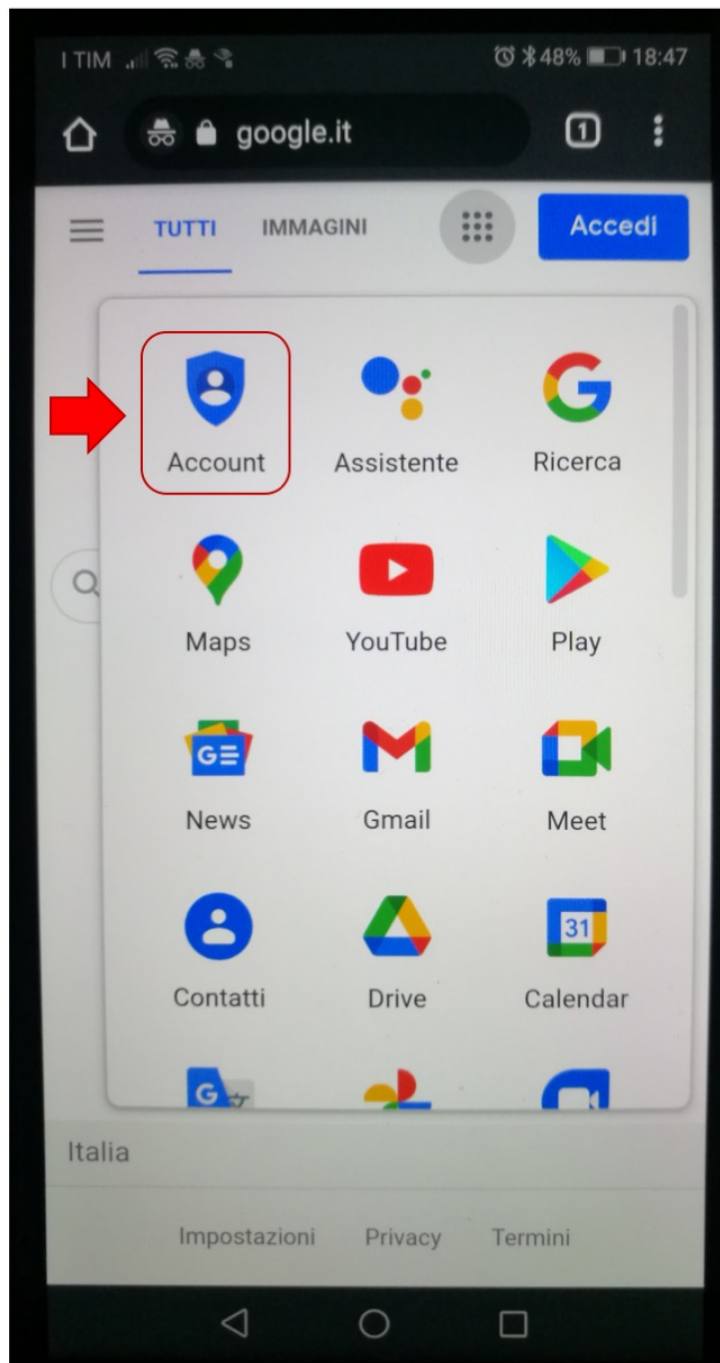 I TIM 48% 18:47
google.it 1
TUTTI IMMAGINI Accedi
Account Assistente Ricerca
Maps YouTube Play
G
News Gmail Meet
31
Contatti Drive Calendar
G
Italia
Impostazioni Privacy Termini